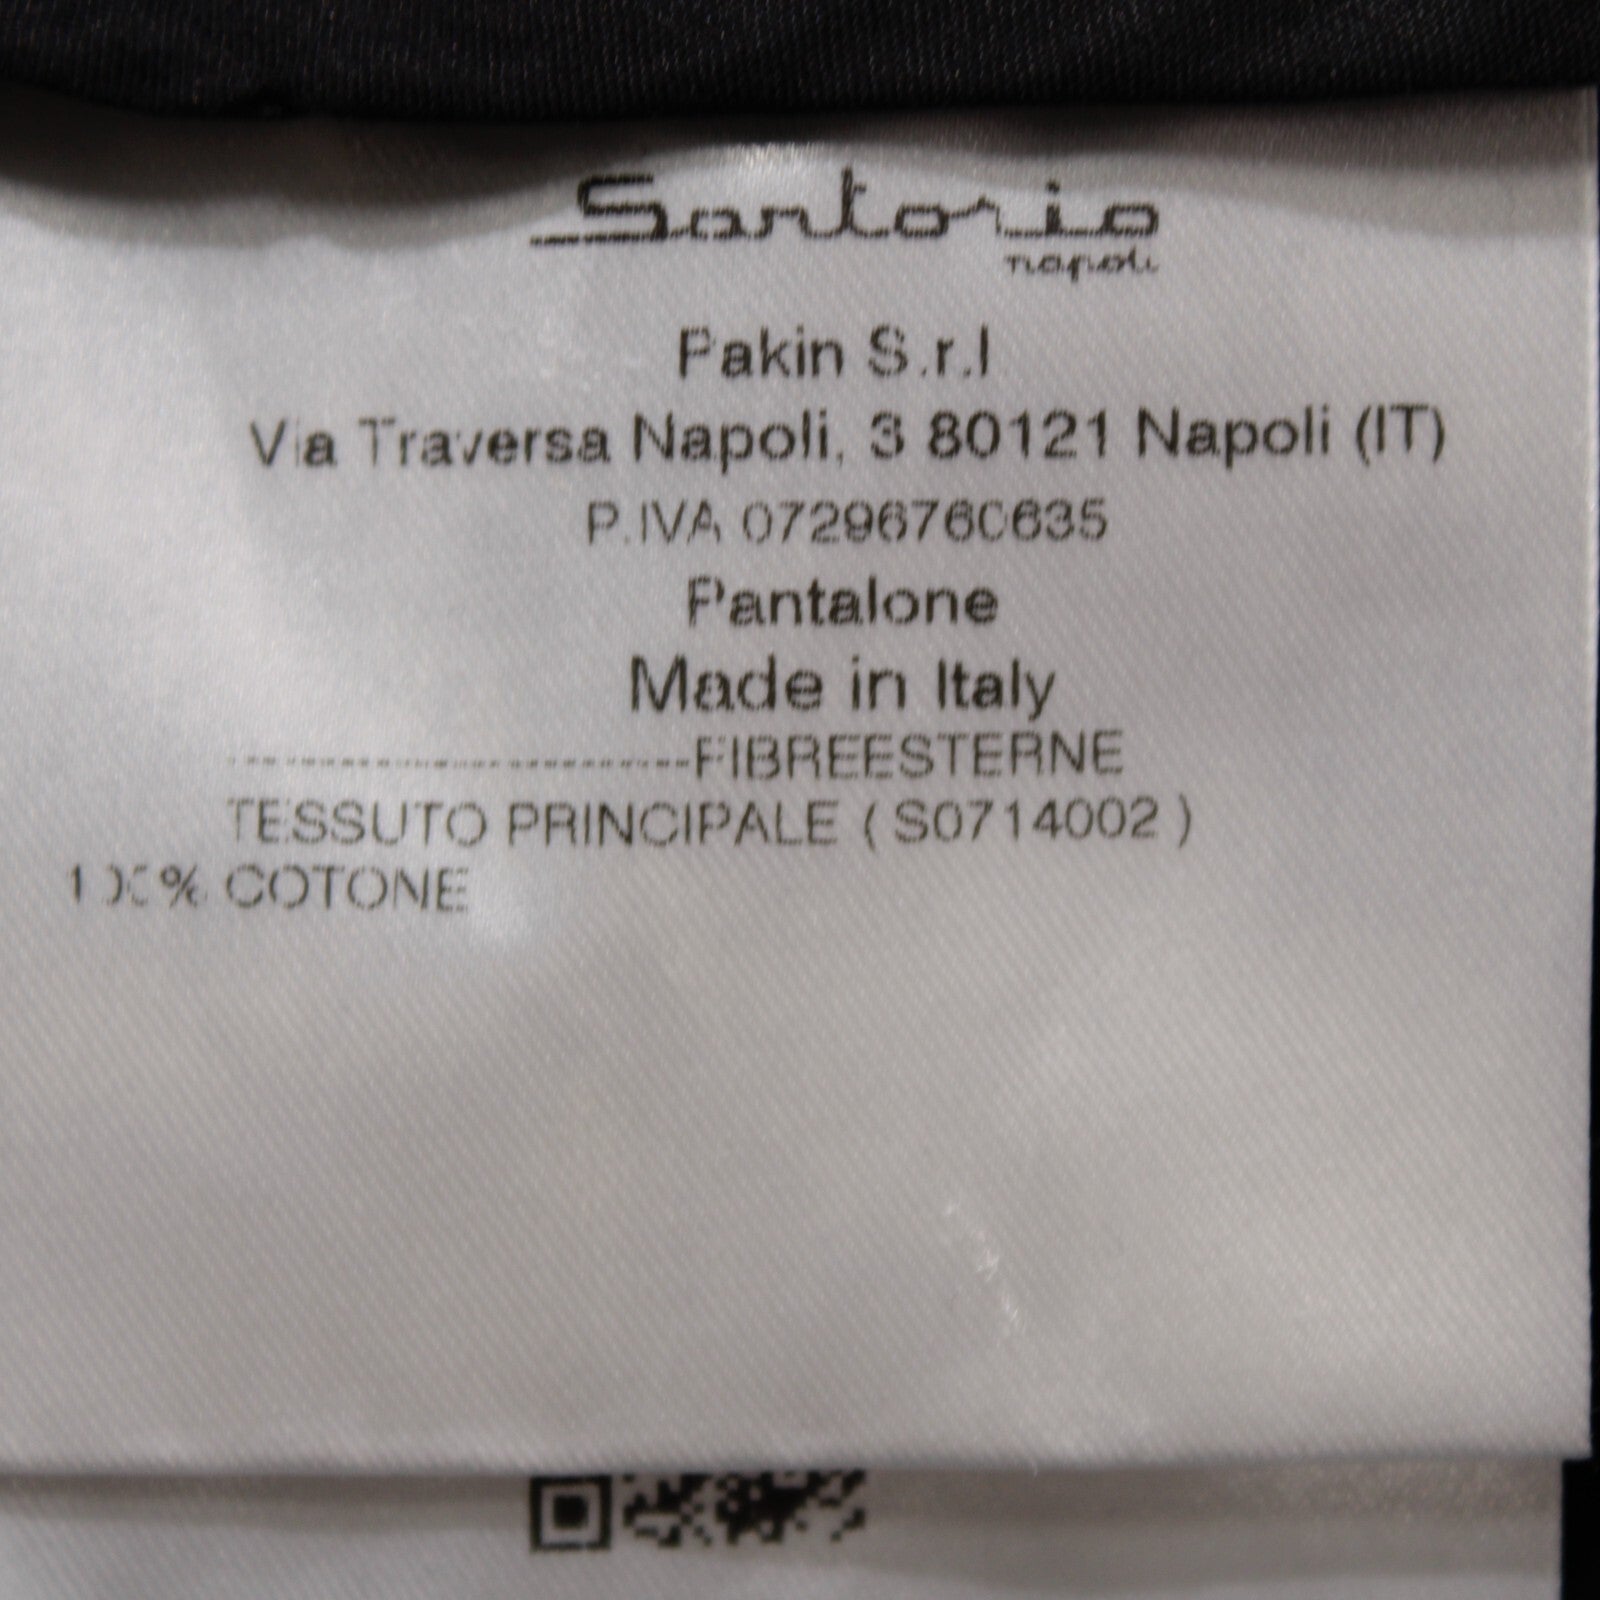 Sartorio
napoli
Pakin S.r.l
Via Traversa Napoli, 3 80121 Napoli (IT)
P.IVA 07296760635
Pantalone
Made in Italy
--------------------------------FIBREESTERNE
TESSUTO PRINCIPALE ( S0714002 )
100% COTONE